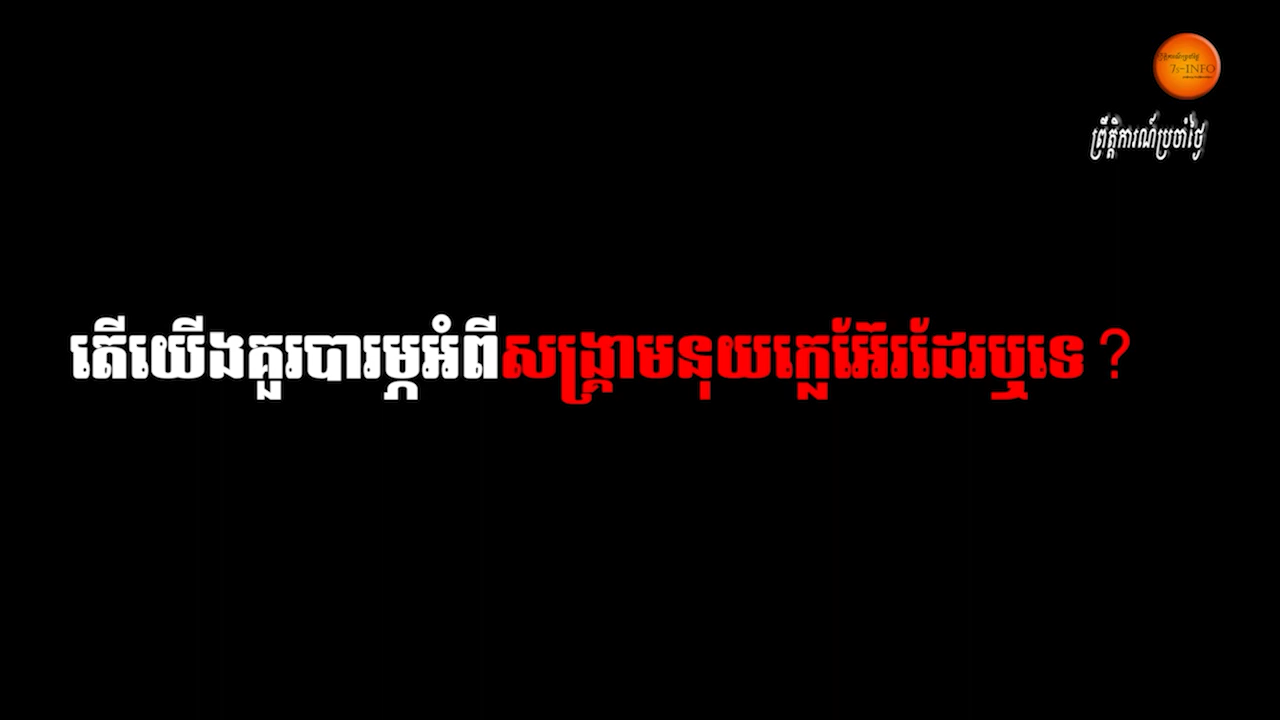 7s-INFO
ព្រឹត្តិការណ៍ប្រចាំថ្ងៃ
តើយើងគួរបារម្ភអំពីសង្គ្រាមនុយក្លេអ៊ែរដែរឬទេ ?